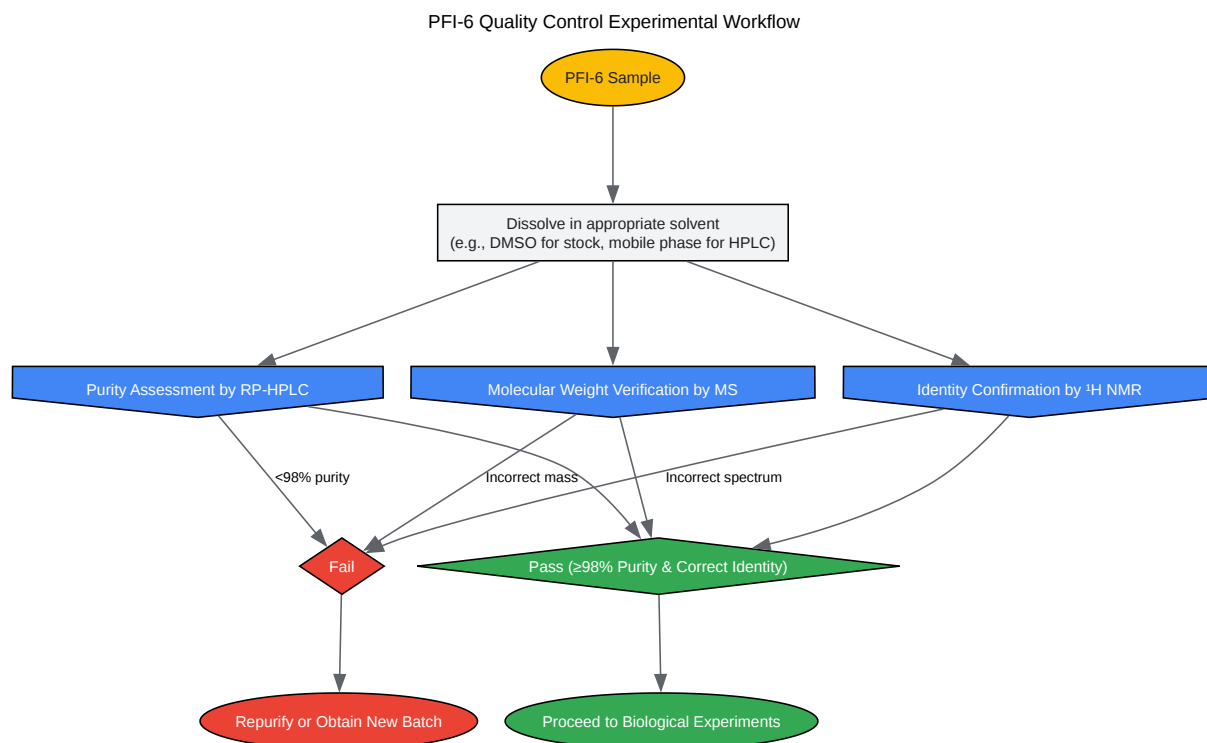 PFI-6 Quality Control Experimental Workflow
PFI-6 Sample
Dissolve in appropriate solvent
(e.g., DMSO for stock, mobile phase for HPLC)
Purity Assessment by RP-HPLC
Molecular Weight Verification by MS
Identity Confirmation by ¹H NMR
<98% purity
Incorrect mass
Incorrect spectrum
Fail
Pass (≥98% Purity & Correct Identity)
Repurify or Obtain New Batch
Proceed to Biological Experiments